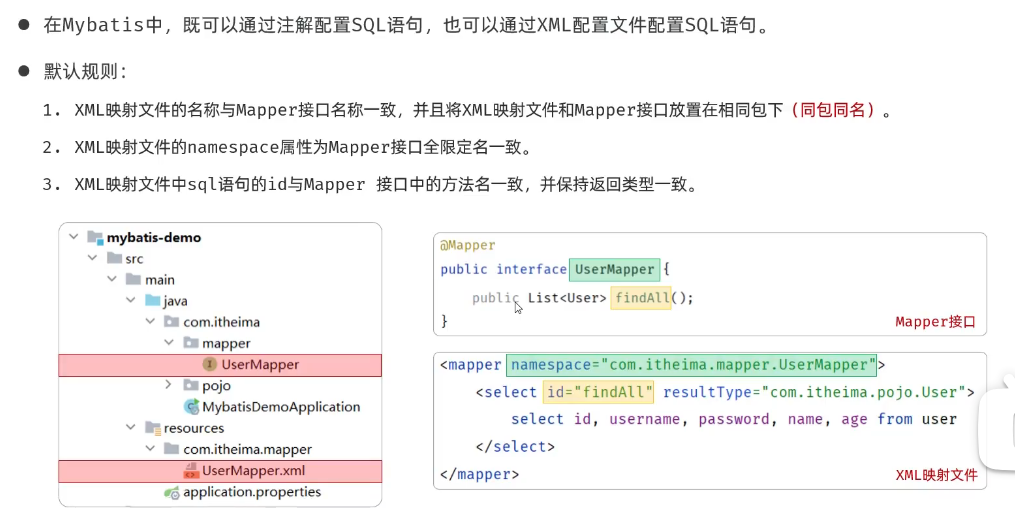 在Mybatis中，既可以通过注解配置SQL语句，也可以通过XML配置文件配置SQL语句。
默认规则：
1. XML映射文件的名称与Mapper接口名称一致，并且将XML映射文件和Mapper接口放置在相同包下（同包同名）。
2. XML映射文件的namespace属性为Mapper接口全限定名一致。
3. XML映射文件中sql语句的id与Mapper 接口中的方法名一致，并保持返回类型一致。
mybatis-demo
src
main
java
com.itheima
mapper
UserMapper
pojo
MybatisDemoApplication
resources
com.itheima.mapper
UserMapper.xml
application.properties
@Mapper
public interface UserMapper {
public List<User> findAll();
}
Mapper接口
<mapper namespace="com.itheima.mapper.UserMapper">
<select id="findAll" resultType="com.itheima.pojo.User">
select id, username, password, name, age from user
</select>
</mapper>
XML映射文件